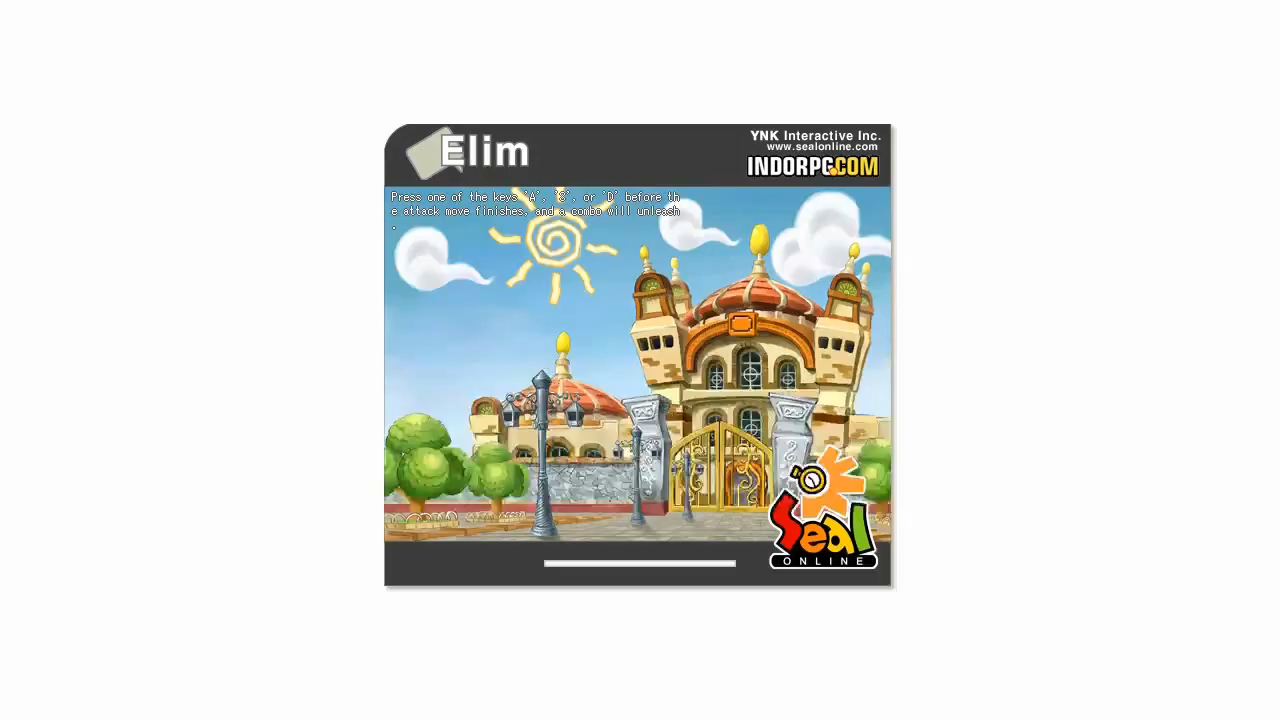 Elim
YNK Interactive Inc.
www.sealonline.com
INDORPG.COM
Press one of the keys 'A', 'S', or 'D' before th
e attack move finishes, and a combo will unleash
.
Seal
ONLINE